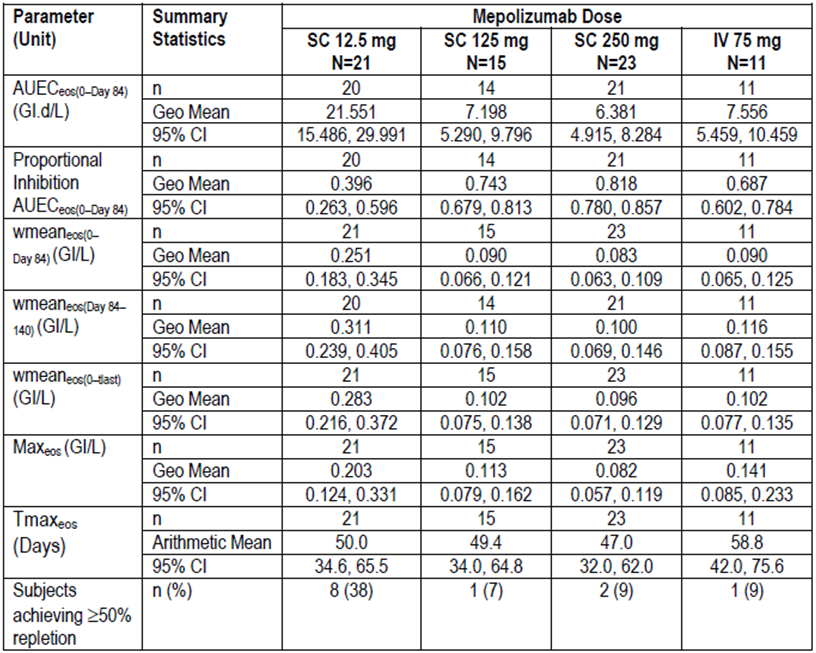 Parameter (Unit) Summary Statistics Mepolizumab Dose
SC 12.5 mg N=21 SC 125 mg N=15 SC 250 mg N=23 IV 75 mg N=11
AUECeos(0–Day 84) (GI.d/L) n 20 14 21 11
Geo Mean 21.551 7.198 6.381 7.556
95% CI 15.486, 29.991 5.290, 9.796 4.915, 8.284 5.459, 10.459
Proportional Inhibition AUECeos(0–Day 84) n 20 14 21 11
Geo Mean 0.396 0.743 0.818 0.687
95% CI 0.263, 0.596 0.679, 0.813 0.780, 0.857 0.602, 0.784
wmeaneos(0–Day 84) (GI/L) n 21 15 23 11
Geo Mean 0.251 0.090 0.083 0.090
95% CI 0.183, 0.345 0.066, 0.121 0.063, 0.109 0.065, 0.125
wmeaneos(Day 84–140) (GI/L) n 20 14 21 11
Geo Mean 0.311 0.110 0.100 0.116
95% CI 0.239, 0.405 0.076, 0.158 0.069, 0.146 0.087, 0.155
wmeaneos(0–tlast) (GI/L) n 21 15 23 11
Geo Mean 0.283 0.102 0.096 0.102
95% CI 0.216, 0.372 0.075, 0.138 0.071, 0.129 0.077, 0.135
Maxeos (GI/L) n 21 15 23 11
Geo Mean 0.203 0.113 0.082 0.141
95% CI 0.124, 0.331 0.079, 0.162 0.057, 0.119 0.085, 0.233
Tmaxeos (Days) n 21 15 23 11
Arithmetic Mean 50.0 49.4 47.0 58.8
95% CI 34.6, 65.5 34.0, 64.8 32.0, 62.0 42.0, 75.6
Subjects achieving ≥50% repletion n (%) 8 (38) 1 (7) 2 (9) 1 (9)